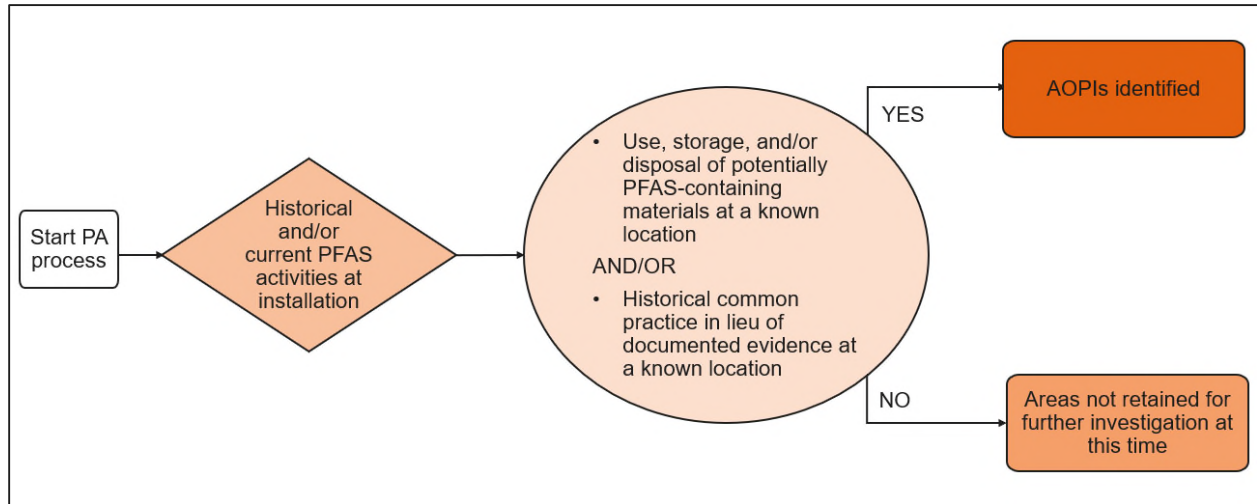 Start PA
process
Historical
and/or
current PFAS
activities at
installation
• Use, storage, and/or
disposal of potentially
PFAS-containing
materials at a known
location
AND/OR
• Historical common
practice in lieu of
documented evidence at
a known location
YES
AOPIs identified
NO
Areas not retained for
further investigation at
this time